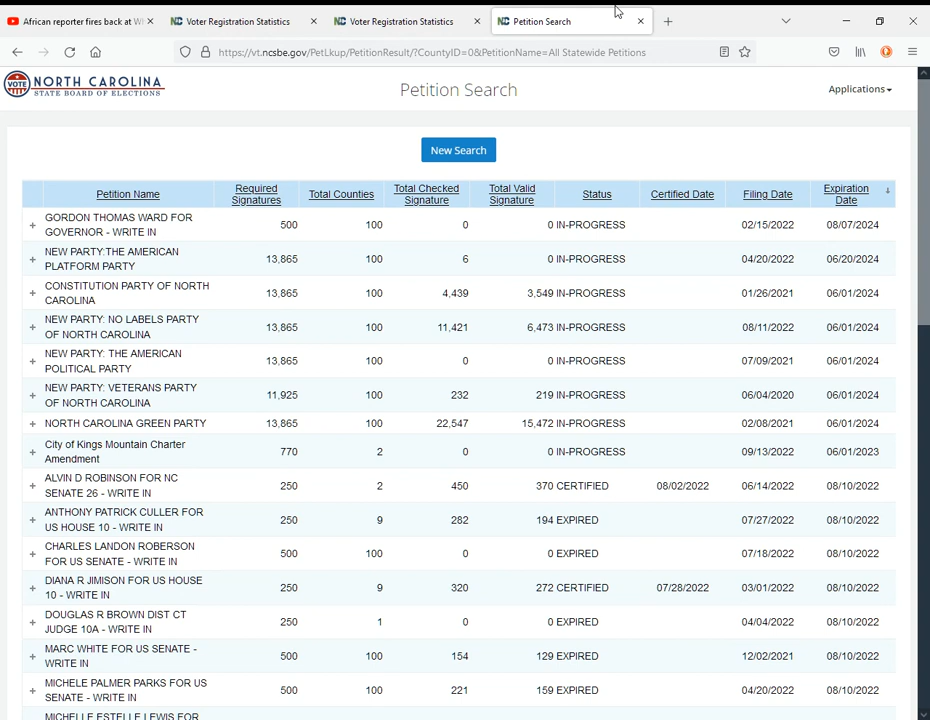 African reporter fires back at Wh
Voter Registration Statistics
Voter Registration Statistics
Petition Search
https://vt.ncsbe.gov/PetLkup/PetitionResult/?CountyID=0&PetitionName=All Statewide Petitions
VOTE NORTH CAROLINA
STATE BOARD OF ELECTIONS
Petition Search
Applications
New Search
Petition Name Required Signatures Total Counties Total Checked Signature Total Valid Signature Status Certified Date Filing Date Expiration Date
GORDON THOMAS WARD FOR
GOVERNOR - WRITE IN 500 100 0 0 IN-PROGRESS 02/15/2022 08/07/2024
NEW PARTY:THE AMERICAN
PLATFORM PARTY 13,865 100 6 0 IN-PROGRESS 04/20/2022 06/20/2024
CONSTITUTION PARTY OF NORTH
CAROLINA 13,865 100 4,439 3,549 IN-PROGRESS 01/26/2021 06/01/2024
NEW PARTY: NO LABELS PARTY
OF NORTH CAROLINA 13,865 100 11,421 6,473 IN-PROGRESS 08/11/2022 06/01/2024
NEW PARTY: THE AMERICAN
POLITICAL PARTY 13,865 100 0 0 IN-PROGRESS 07/09/2021 06/01/2024
NEW PARTY: VETERANS PARTY
OF NORTH CAROLINA 11,925 100 232 219 IN-PROGRESS 06/04/2020 06/01/2024
NORTH CAROLINA GREEN PARTY 13,865 100 22,547 15,472 IN-PROGRESS 02/08/2021 06/01/2024
City of Kings Mountain Charter
Amendment 770 2 0 0 IN-PROGRESS 09/13/2022 06/01/2023
ALVIN D ROBINSON FOR NC
SENATE 26 - WRITE IN 250 2 450 370 CERTIFIED 08/02/2022 06/14/2022 08/10/2022
ANTHONY PATRICK CULLER FOR
US HOUSE 10 - WRITE IN 250 9 282 194 EXPIRED 07/27/2022 08/10/2022
CHARLES LANDON ROBERSON
FOR US SENATE - WRITE IN 500 100 0 0 EXPIRED 07/18/2022 08/10/2022
DIANA R JIMISON FOR US HOUSE
10 - WRITE IN 250 9 320 272 CERTIFIED 07/28/2022 03/01/2022 08/10/2022
DOUGLAS R BROWN DIST CT
JUDGE 10A - WRITE IN 250 1 0 0 EXPIRED 04/04/2022 08/10/2022
MARC WHITE FOR US SENATE -
WRITE IN 500 100 154 129 EXPIRED 12/02/2021 08/10/2022
MICHELE PALMER PARKS FOR US
SENATE - WRITE IN 500 100 221 159 EXPIRED 04/20/2022 08/10/2022
MICHELLE ESTELLE LEWIS FOR